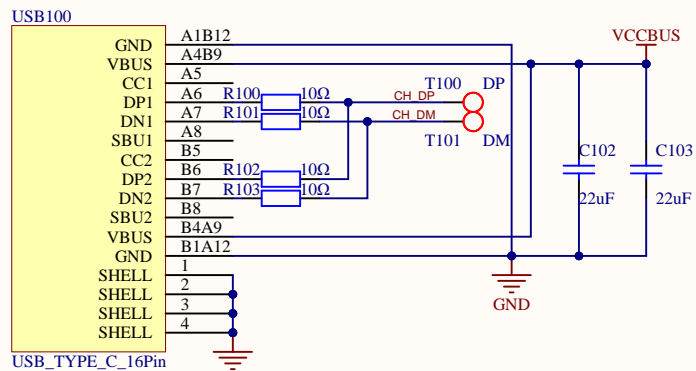 USB100
GND A1B12
VBUS A4B9
CC1 A5
DP1 A6 R100 10Ω CH_DP T100 DP
DN1 A7 R101 10Ω CH_DM T101 DM
SBU1 A8
CC2 B5
DP2 B6 R102 10Ω
DN2 B7 R103 10Ω
SBU2 B8
VBUS B4A9
GND B1A12
SHELL 1
SHELL 2
SHELL 3
SHELL 4
USB_TYPE_C_16Pin
VCCBUS
C102 C103
22uF 22uF
GND